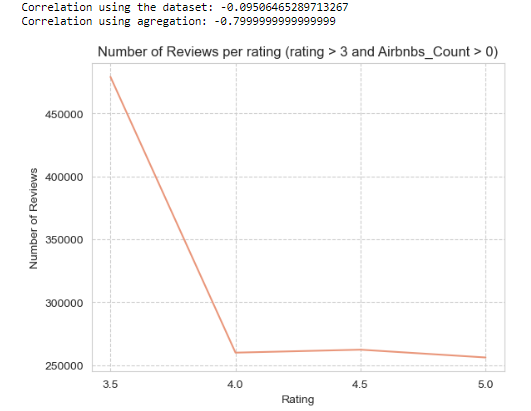 Correlation using the dataset: -0.09506465289713267
Correlation using agregation: -0.7999999999999999
Number of Reviews per rating (rating > 3 and Airbnbs_Count > 0)
450000
400000
350000
300000
250000
Number of Reviews
3.5 4.0 4.5 5.0
Rating